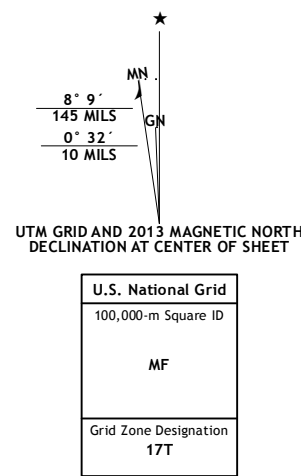 ★
MN
GN
8° 9´
145 MILS
0° 32´
10 MILS
UTM GRID AND 2013 MAGNETIC NORTH
DECLINATION AT CENTER OF SHEET
U.S. National Grid
100,000-m Square ID
MF
Grid Zone Designation
17T